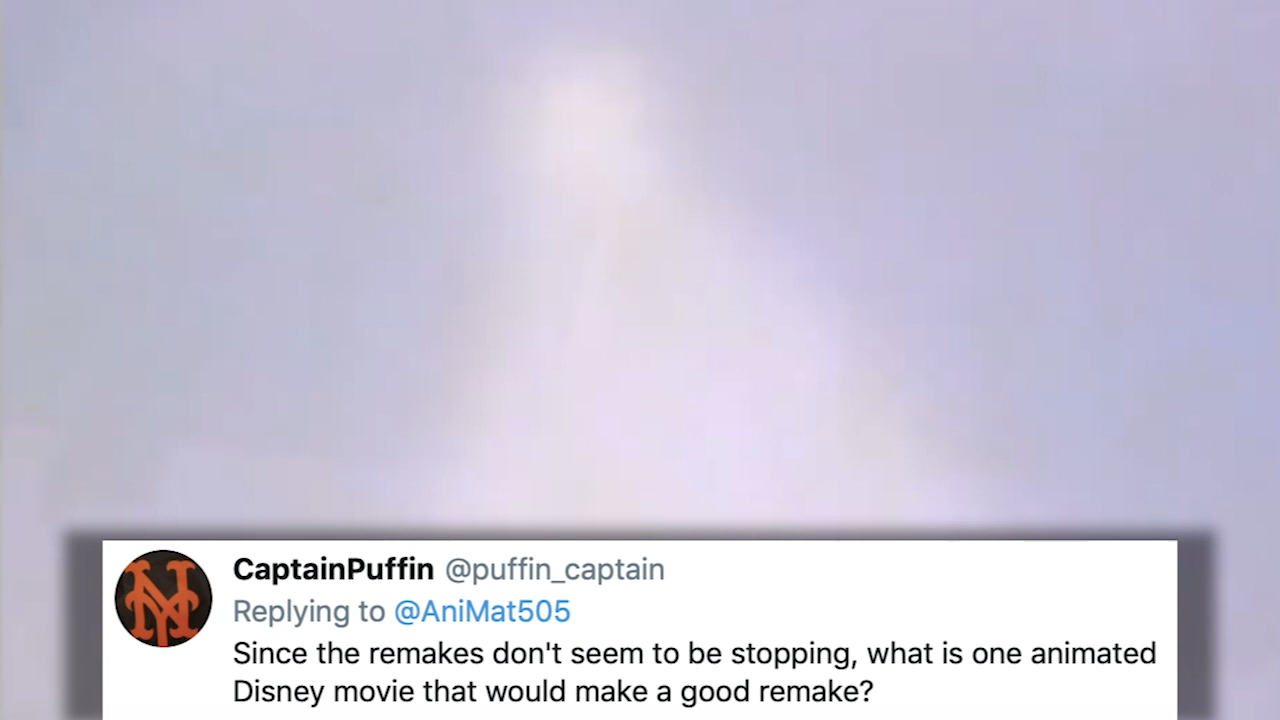 CaptainPuffin @puffin_captain
Replying to @AniMat505
Since the remakes don't seem to be stopping, what is one animated
Disney movie that would make a good remake?